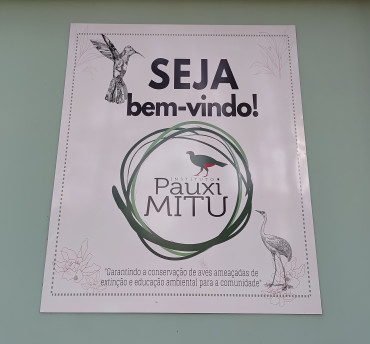 SEJA
bem-vindo!
INSTITUTO
Pauxi
MITU
"Garantindo a conservação de aves ameaçadas de
extinção e educação ambiental para a comunidade"